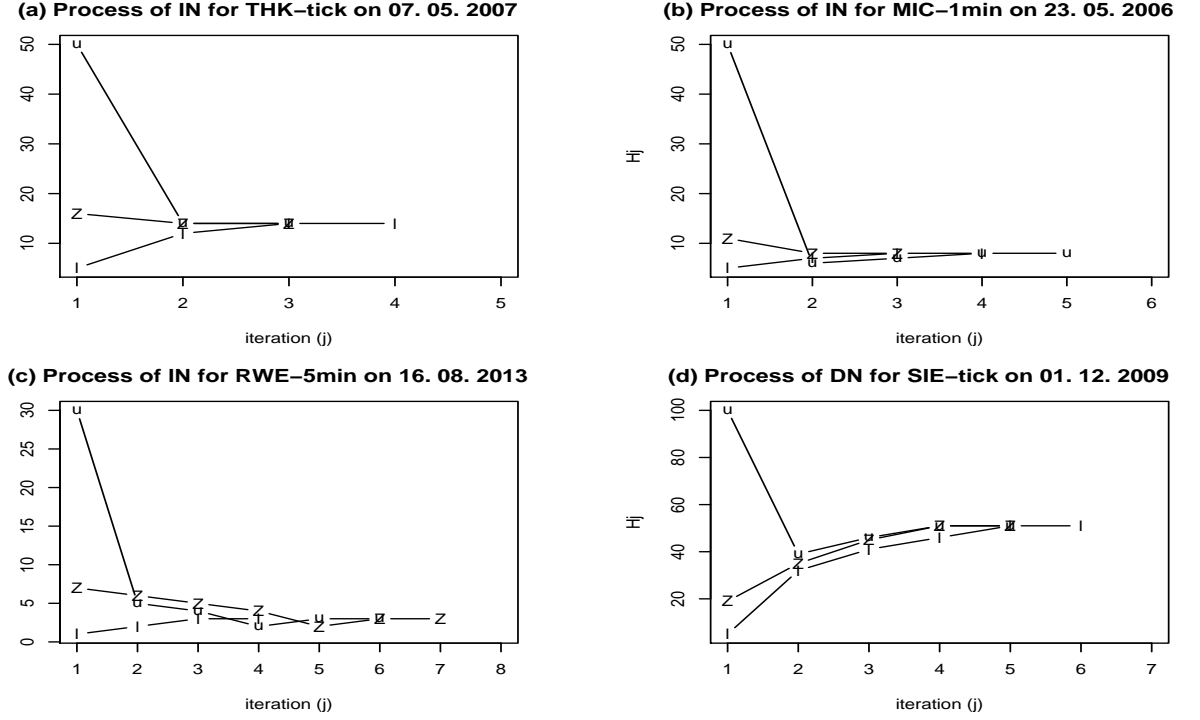 (a) Process of IN for THK−tick on 07. 05. 2007
50
40
30
20
10
u
Z
l
Z
u
l
Z
u
l
l
1 2 3 4 5
iteration (j)
(b) Process of IN for MIC−1min on 23. 05. 2006
Hj
50
40
30
20
10
u
Z
l
Z
l
u
Z
l
u
l
u
u
1 2 3 4 5 6
iteration (j)
(c) Process of IN for RWE−5min on 16. 08. 2013
30
25
20
15
10
5
0
u
Z
l
Z
u
l
Z
u
l
Z
l
u
u
Z
u
Z
Z
1 2 3 4 5 6 7 8
iteration (j)
(d) Process of DN for SIE−tick on 01. 12. 2009
Hj
100
80
60
40
20
u
Z
l
u
Z
l
u
Z
l
u
Z
l
u
Z
l
l
1 2 3 4 5 6 7
iteration (j)